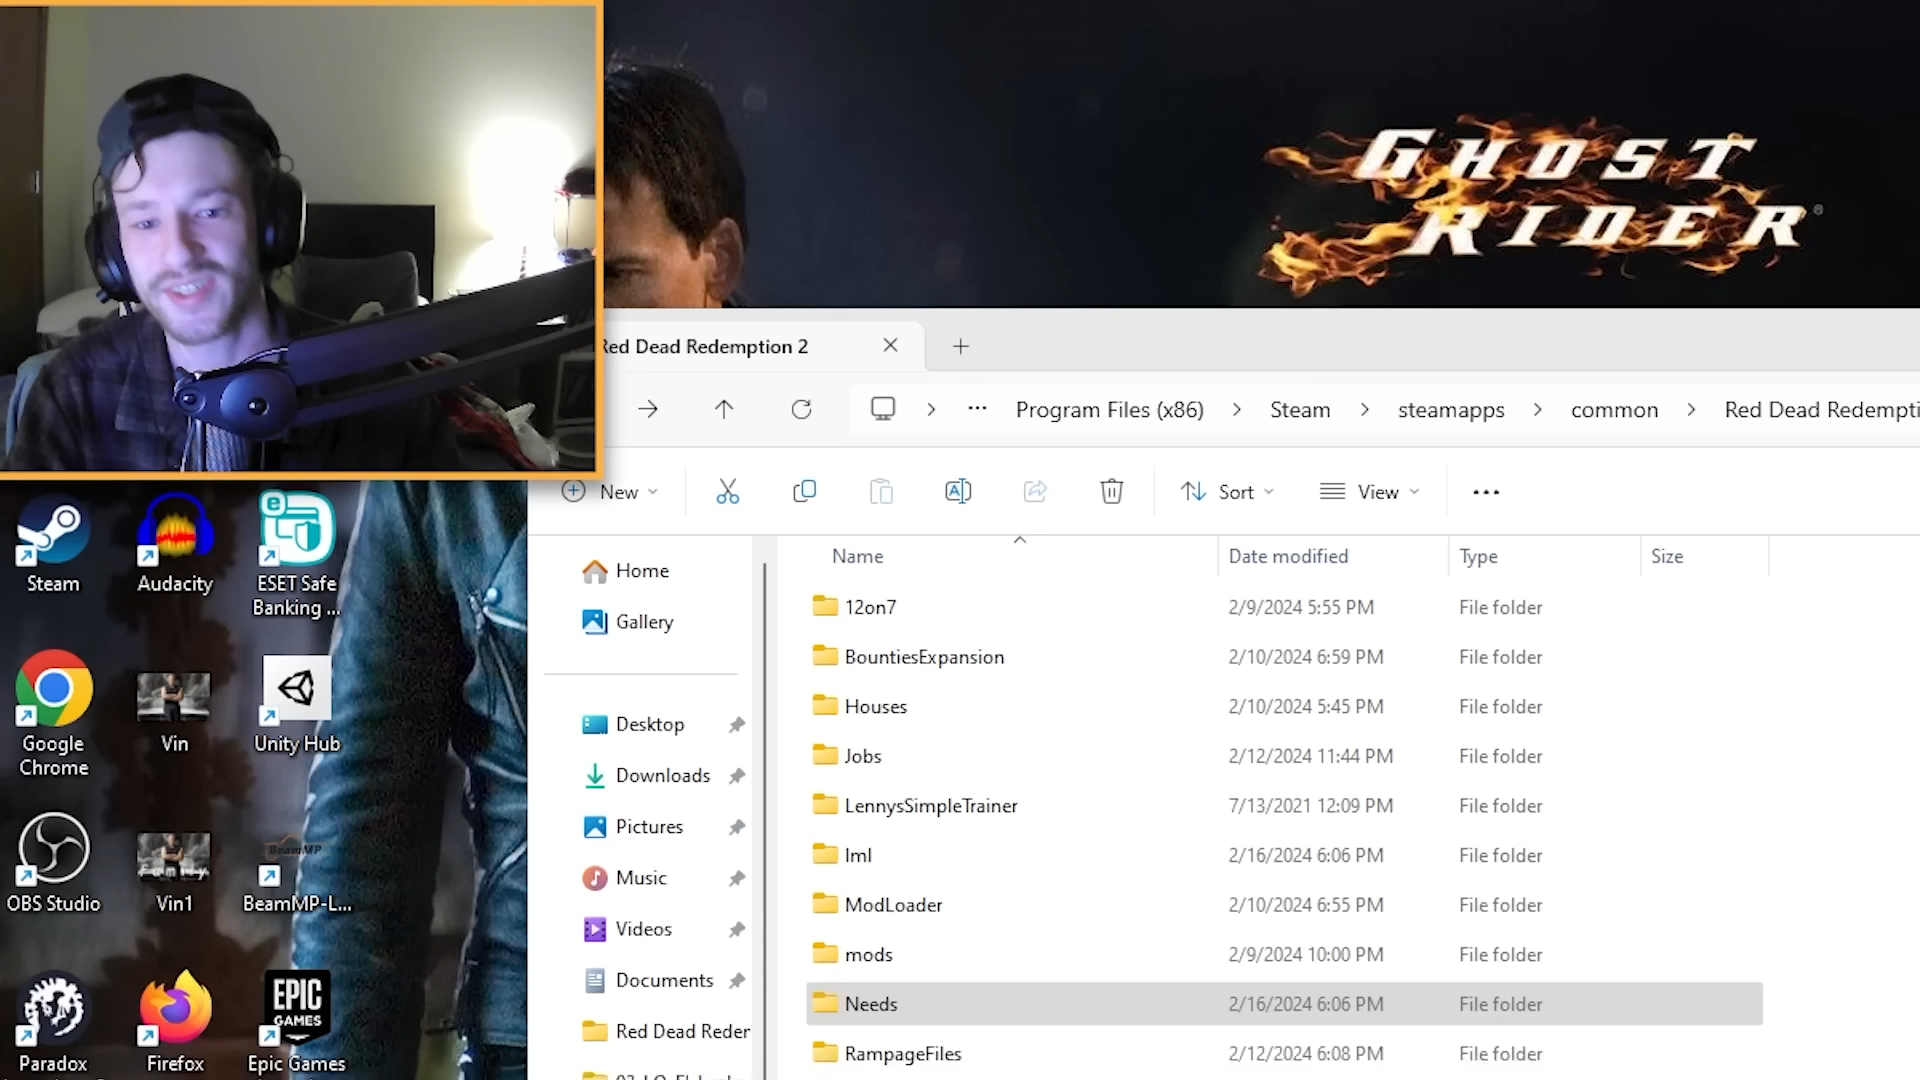 GHOST
RIDER
Red Dead Redemption 2
Program Files (x86) > Steam > steamapps > common > Red Dead Redempti
New
Sort
View
Name
Date modified
Type
Size
Home
Gallery
Desktop
Downloads
Pictures
Music
Videos
Documents
Red Dead Reder
12on7 2/9/2024 5:55 PM File folder
BountiesExpansion 2/10/2024 6:59 PM File folder
Houses 2/10/2024 5:45 PM File folder
Jobs 2/12/2024 11:44 PM File folder
LennysSimpleTrainer 7/13/2021 12:09 PM File folder
lml 2/16/2024 6:06 PM File folder
ModLoader 2/10/2024 6:55 PM File folder
mods 2/9/2024 10:00 PM File folder
Needs 2/16/2024 6:06 PM File folder
RampageFiles 2/12/2024 6:08 PM File folder
Steam
Audacity
ESET Safe
Banking ...
Google
Chrome
Vin
Unity Hub
OBS Studio
family
Vin1
BeamMP
BeamMP-L...
Paradox
Firefox
EPIC
GAMES
Epic Games